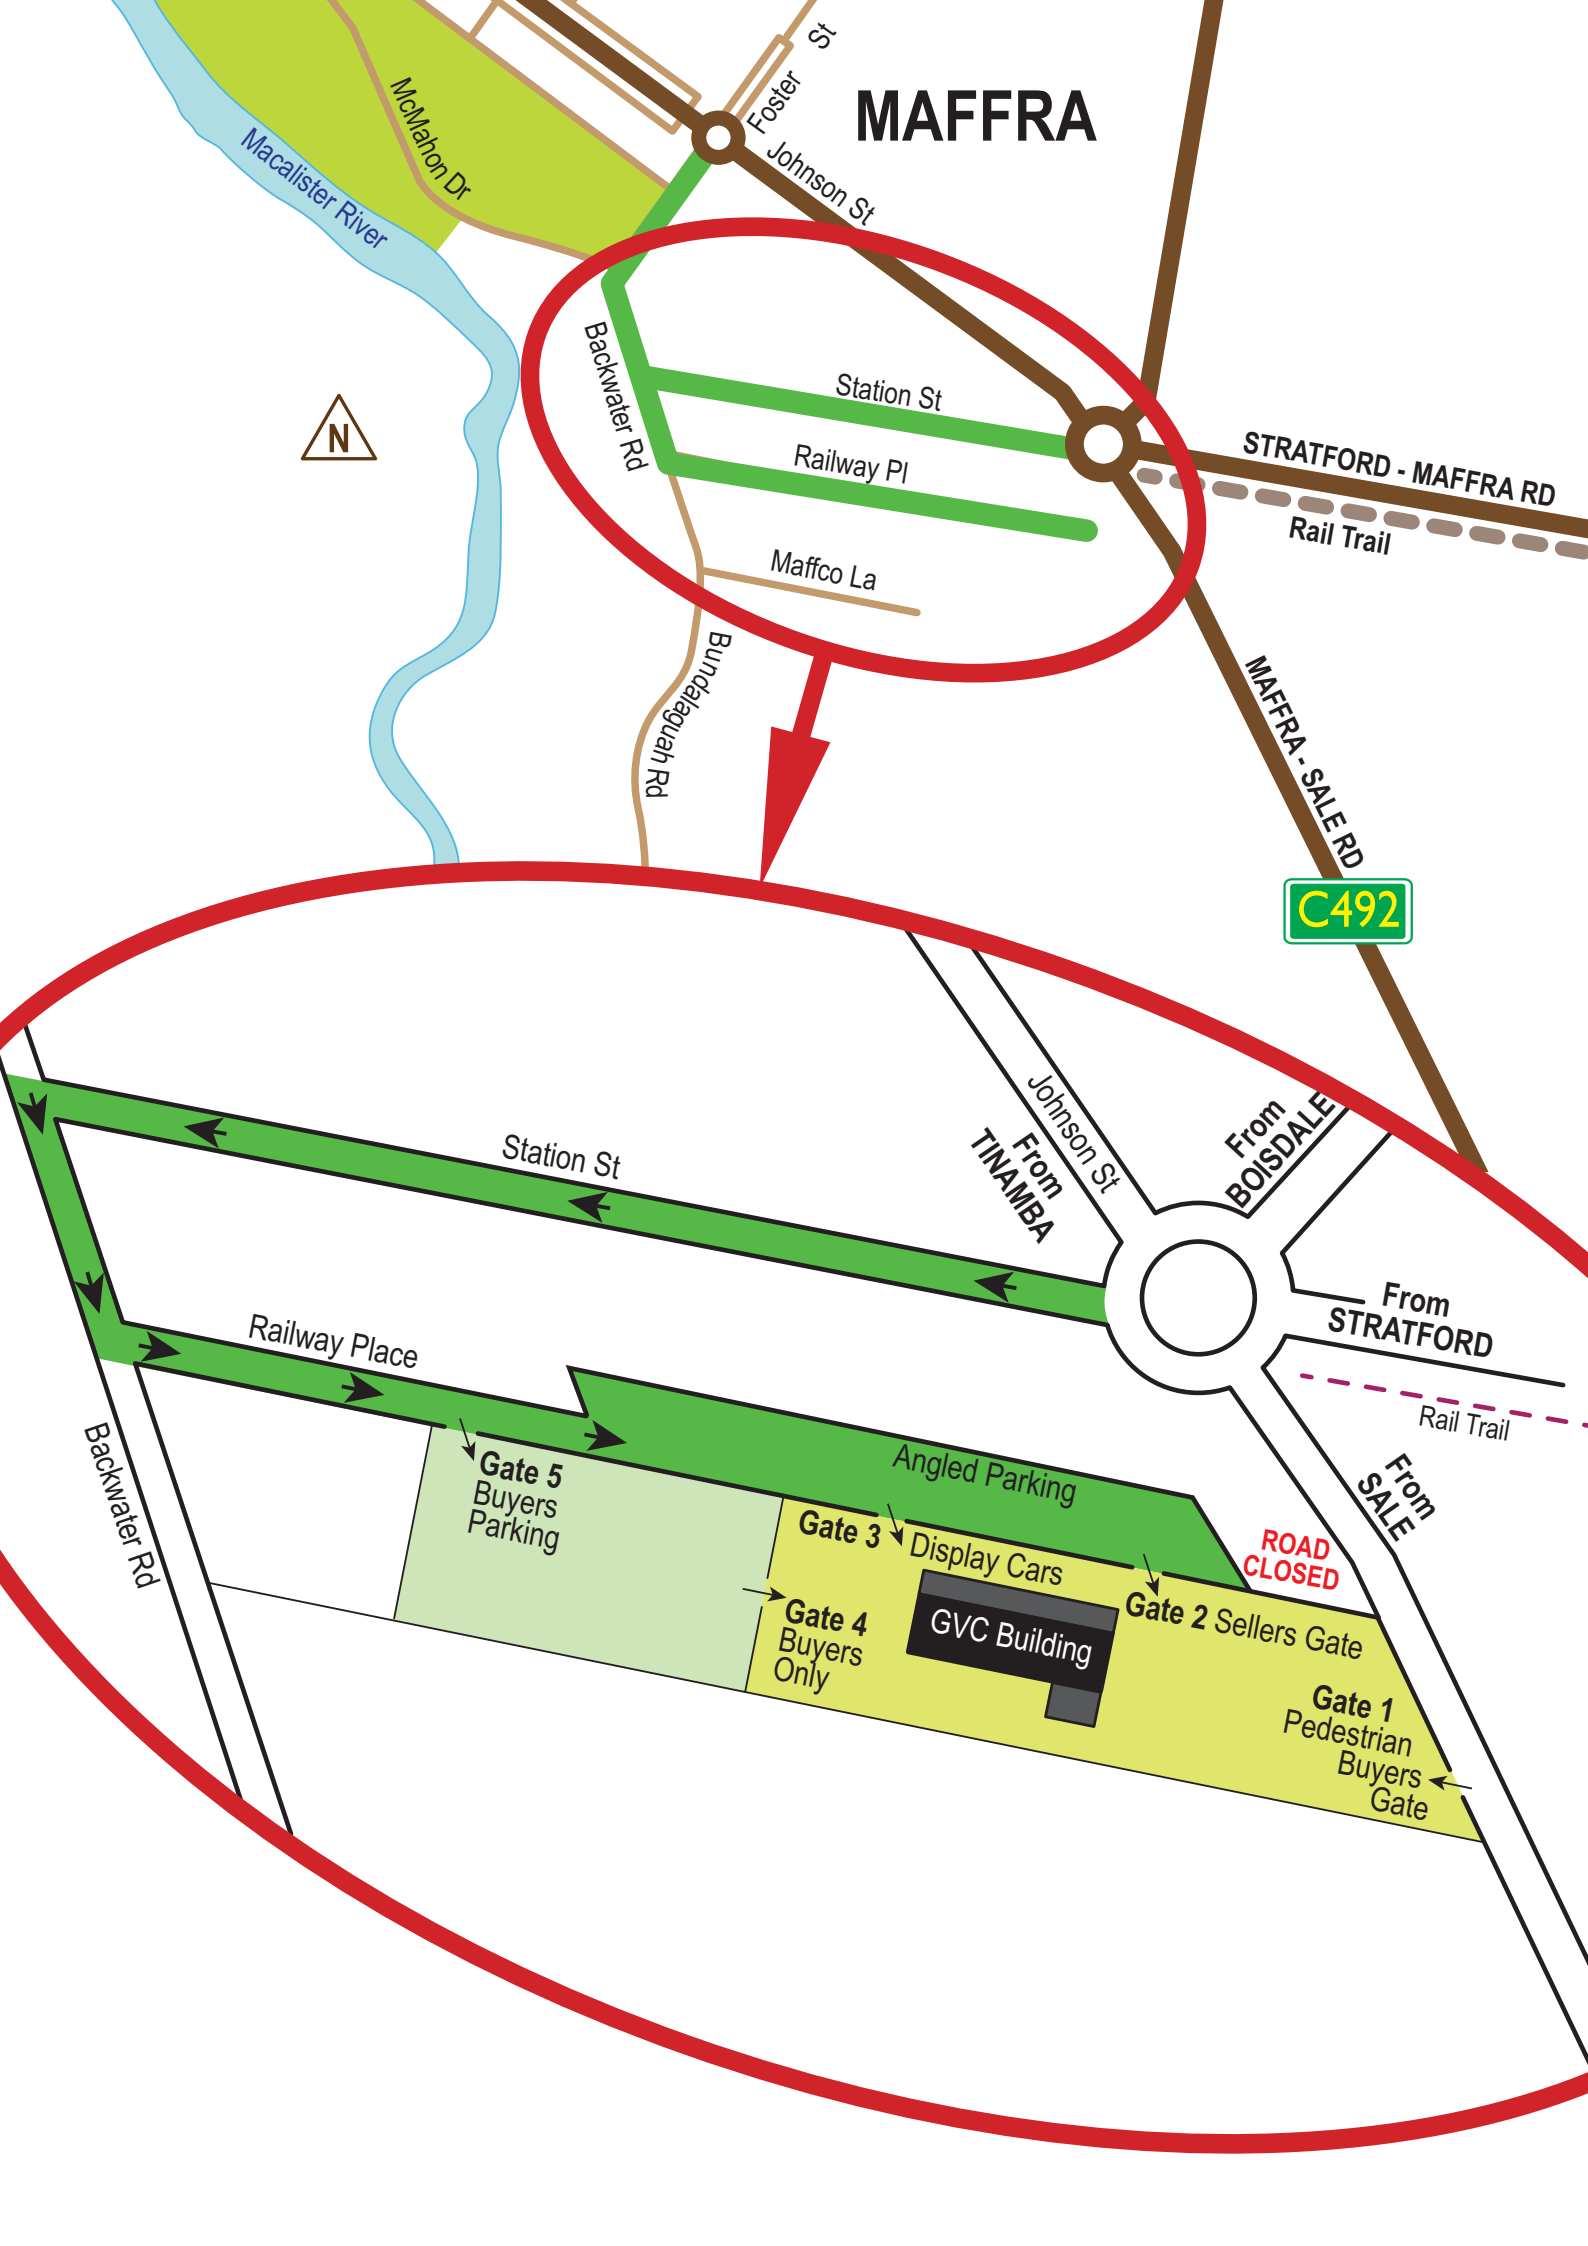 St
Foster
MAFFRA
McMahon Dr
Johnson St
Macalister River
Backwater Rd
Station St
N
STRATFORD - MAFFRA RD
Railway Pl
Rail Trail
Maffco La
Bundalaguah Rd
MAFFRA - SALE RD
C492
Johnson St
From
BOISDALE
From
TINAMBA
Station St
From
STRATFORD
Railway Place
Rail Trail
Backwater Rd
Angled Parking
From
SALE
Gate 5
Buyers
Parking
Gate 3
Display Cars
ROAD
CLOSED
Gate 4
Buyers
Only
GVC Building
Gate 2 Sellers Gate
Gate 1
Pedestrian
Buyers
Gate